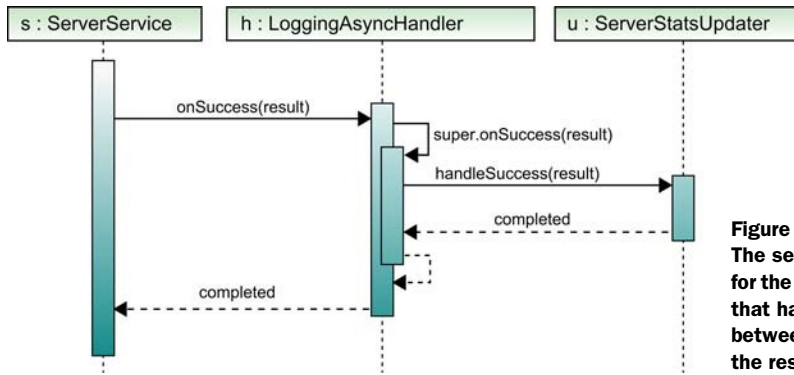 s : ServerService
h : LoggingAsyncHandler
u : ServerStatsUpdater
onSuccess(result)
super.onSuccess(result)
handleSuccess(result)
completed
completed
Figure
The se
for the
that ha
betwee
the res